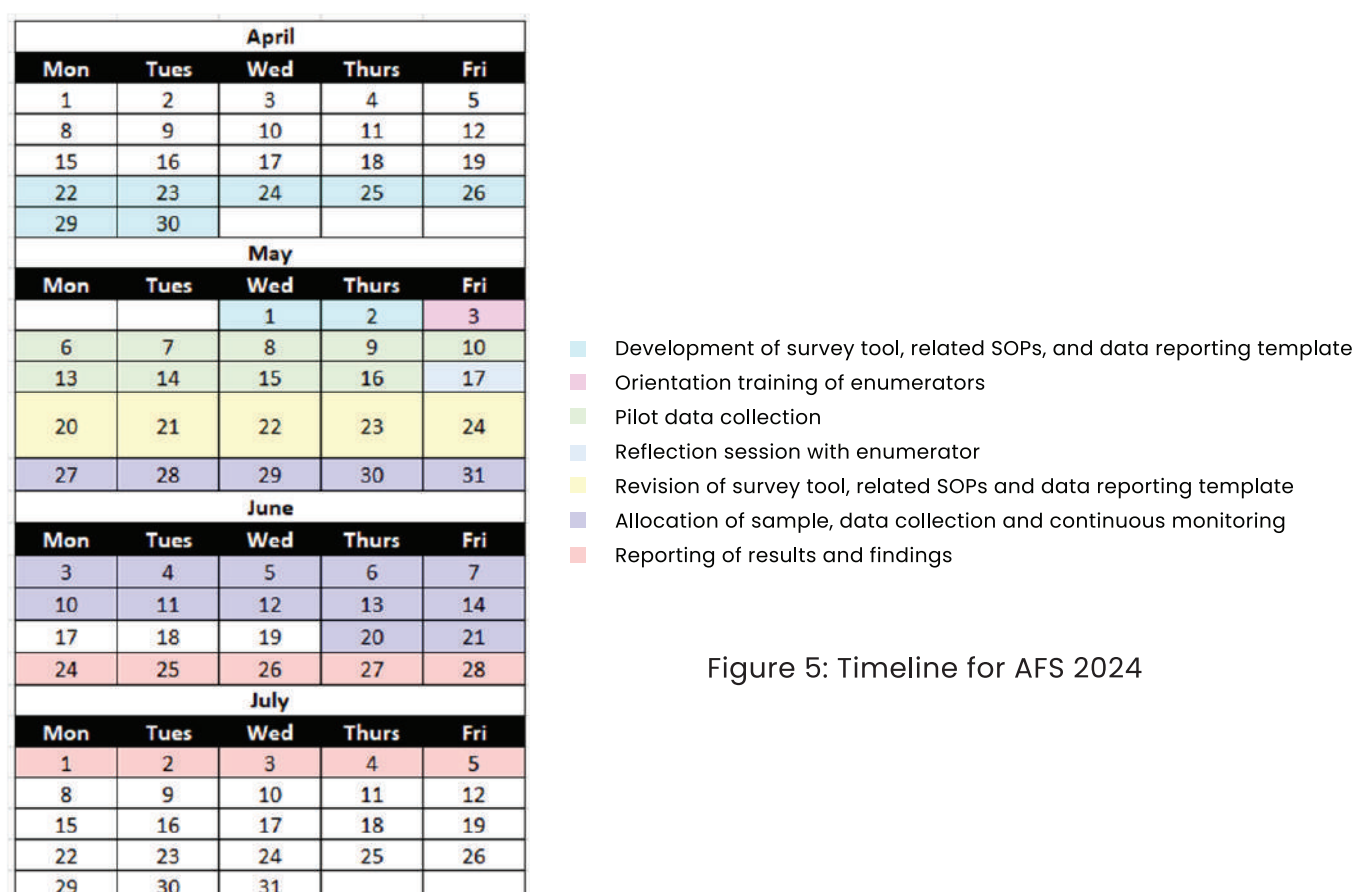 April
Mon Tues Wed Thurs Fri
1 2 3 4 5
8 9 10 11 12
15 16 17 18 19
22 23 24 25 26
29 30
May
Mon Tues Wed Thurs Fri
1 2 3
6 7 8 9 10
13 14 15 16 17
20 21 22 23 24
27 28 29 30 31
June
Mon Tues Wed Thurs Fri
3 4 5 6 7
10 11 12 13 14
17 18 19 20 21
24 25 26 27 28
July
Mon Tues Wed Thurs Fri
1 2 3 4 5
8 9 10 11 12
15 16 17 18 19
22 23 24 25 26
29 30 31
Development of survey tool, related SOPs, and data reporting template
Orientation training of enumerators
Pilot data collection
Reflection session with enumerator
Revision of survey tool, related SOPs and data reporting template
Allocation of sample, data collection and continuous monitoring
Reporting of results and findings
Figure 5: Timeline for AFS 2024